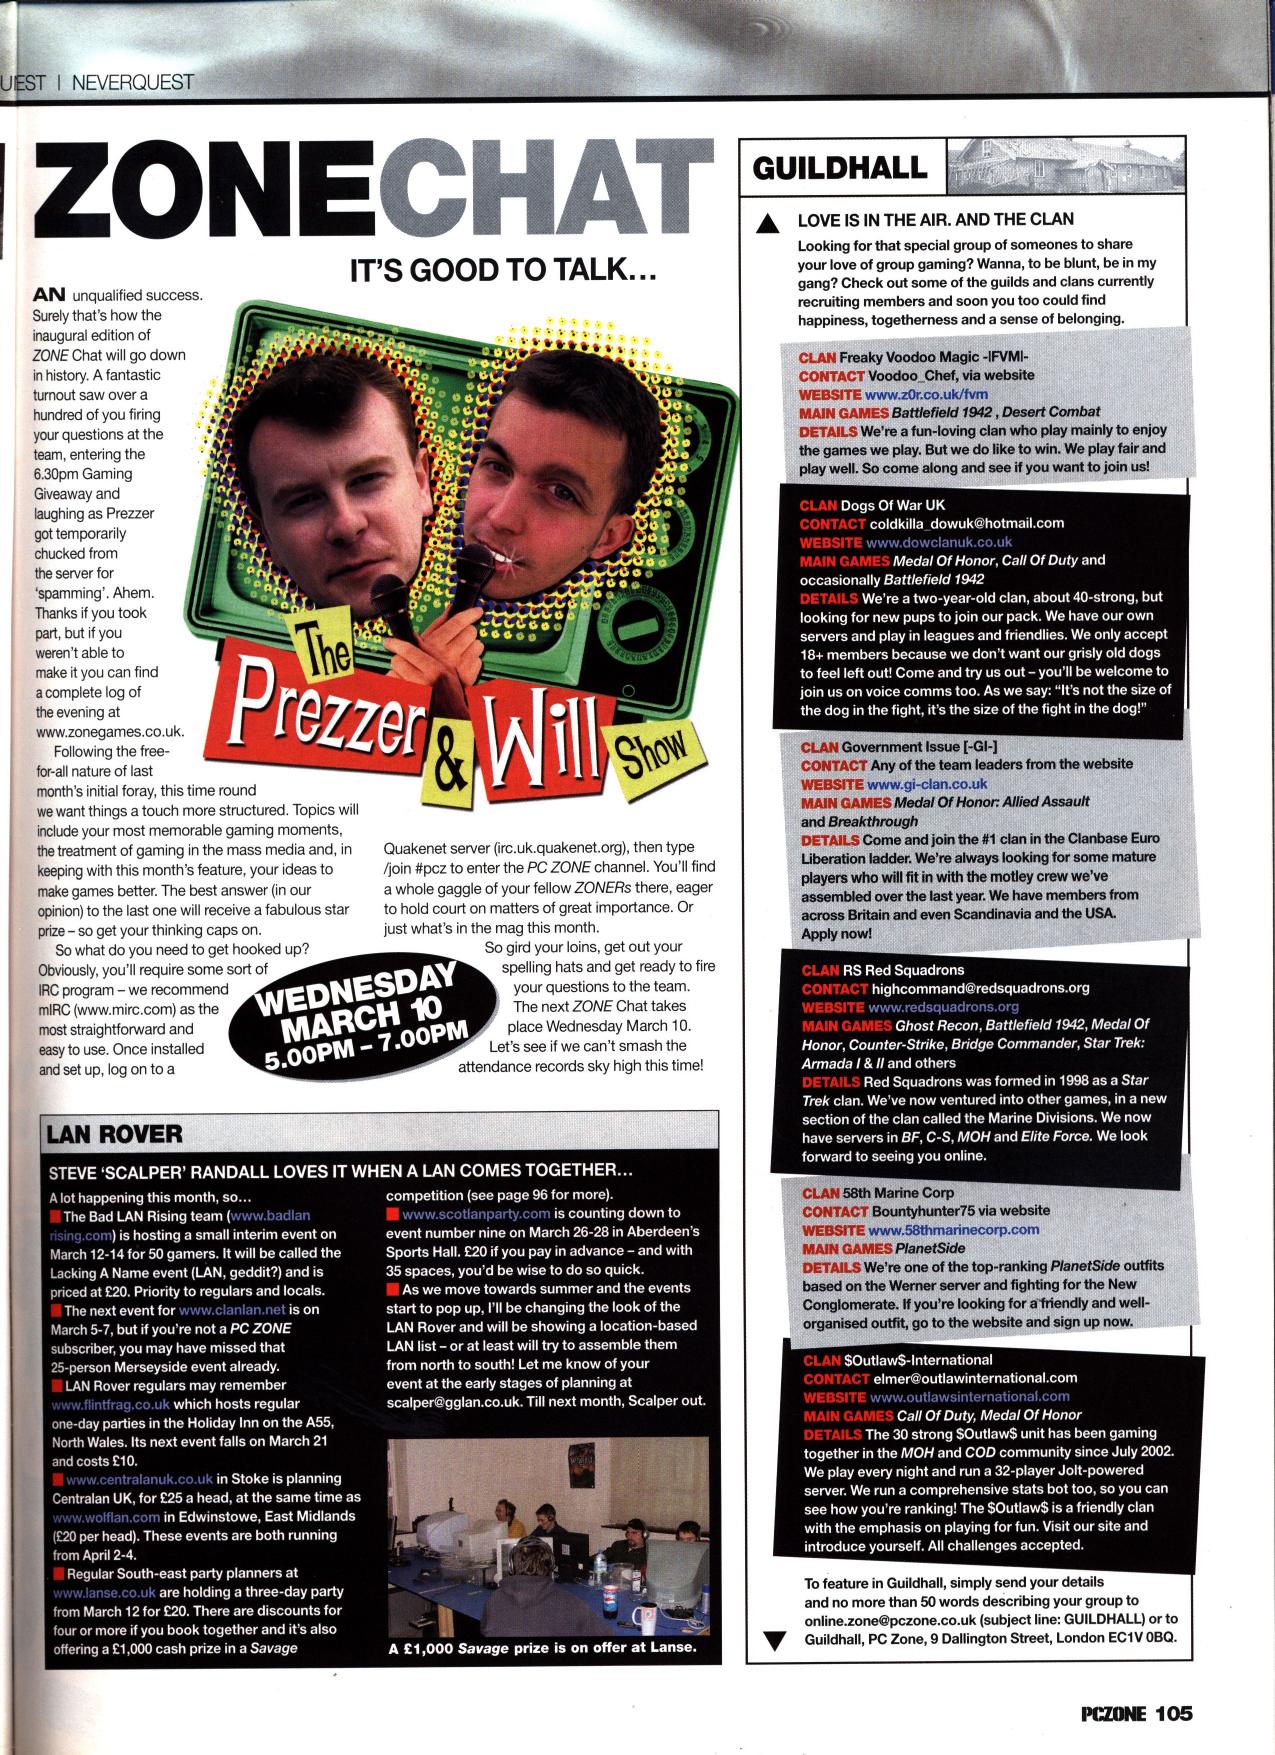 UEST | NEVERQUEST
ZONECHAT
IT'S GOOD TO TALK...
AN unqualified success.
Surely that's how the
inaugural edition of
ZONE Chat will go down
in history. A fantastic
turnout saw over a
hundred of you firing
your questions at the
team, entering the
6.30pm Gaming
Giveaway and
laughing as Prezzer
got temporarily
chucked from
the server for
'spamming'. Ahem.
Thanks if you took
part, but if you
weren't able to
make it you can find
a complete log of
the evening at
www.zonegames.co.uk.
Following the free-
for-all nature of last
month's initial foray, this time round
we want things a touch more structured. Topics will
include your most memorable gaming moments,
the treatment of gaming in the mass media and, in
keeping with this month's feature, your ideas to
make games better. The best answer (in our
opinion) to the last one will receive a fabulous star
prize – so get your thinking caps on.
So what do you need to get hooked up?
Obviously, you'll require some sort of
IRC program – we recommend
mIRC (www.mirc.com) as the
most straightforward and
easy to use. Once installed
and set up, log on to a
The
Prezzer
& Will
Show
Quakenet server (irc.uk.quakenet.org), then type
/join #pcz to enter the PC ZONE channel. You'll find
a whole gaggle of your fellow ZONERs there, eager
to hold court on matters of great importance. Or
just what's in the mag this month.
So gird your loins, get out your
spelling hats and get ready to fire
your questions to the team.
The next ZONE Chat takes
place Wednesday March 10.
Let's see if we can't smash the
attendance records sky high this time!
WEDNESDAY
MARCH 10
5.00PM – 7.00PM
LAN ROVER
STEVE 'SCALPER' RANDALL LOVES IT WHEN A LAN COMES TOGETHER...
A lot happening this month, so...
The Bad LAN Rising team (www.badlan
rising.com) is hosting a small interim event on
March 12-14 for 50 gamers. It will be called the
Lacking A Name event (LAN, geddit?) and is
priced at £20. Priority to regulars and locals.
The next event for www.clanlan.net is on
March 5-7, but if you're not a PC ZONE
subscriber, you may have missed that
25-person Merseyside event already.
LAN Rover regulars may remember
www.flintfrag.co.uk which hosts regular
one-day parties in the Holiday Inn on the A55,
North Wales. Its next event falls on March 21
and costs £10.
www.centralanuk.co.uk in Stoke is planning
Centralan UK, for £25 a head, at the same time as
www.wolflan.com in Edwinstowe, East Midlands
(£20 per head). These events are both running
from April 2-4.
Regular South-east party planners at
www.lanse.co.uk are holding a three-day party
from March 12 for £20. There are discounts for
four or more if you book together and it's also
offering a £1,000 cash prize in a Savage
competition (see page 96 for more).
www.scotlanparty.com is counting down to
event number nine on March 26-28 in Aberdeen's
Sports Hall. £20 if you pay in advance – and with
35 spaces, you'd be wise to do so quick.
As we move towards summer and the events
start to pop up, I'll be changing the look of the
LAN Rover and will be showing a location-based
LAN list – or at least will try to assemble them
from north to south! Let me know of your
event at the early stages of planning at
scalper@gglan.co.uk. Till next month, Scalper out.
A £1,000 Savage prize is on offer at Lanse.
GUILDHALL
LOVE IS IN THE AIR. AND THE CLAN
Looking for that special group of someones to share
your love of group gaming? Wanna, to be blunt, be in my
gang? Check out some of the guilds and clans currently
recruiting members and soon you too could find
happiness, togetherness and a sense of belonging.
CLAN Freaky Voodoo Magic -|FVM|-
CONTACT Voodoo_Chef, via website
WEBSITE www.z0r.co.uk/fvm
MAIN GAMES Battlefield 1942 , Desert Combat
DETAILS We're a fun-loving clan who play mainly to enjoy
the games we play. But we do like to win. We play fair and
play well. So come along and see if you want to join us!
CLAN Dogs Of War UK
CONTACT coldkilla_dowuk@hotmail.com
WEBSITE www.dowclanuk.co.uk
MAIN GAMES Medal Of Honor, Call Of Duty and
occasionally Battlefield 1942
DETAILS We're a two-year-old clan, about 40-strong, but
looking for new pups to join our pack. We have our own
servers and play in leagues and friendlies. We only accept
18+ members because we don't want our grisly old dogs
to feel left out! Come and try us out – you'll be welcome to
join us on voice comms too. As we say: “It's not the size of
the dog in the fight, it's the size of the fight in the dog!”
CLAN Government Issue [-GI-]
CONTACT Any of the team leaders from the website
WEBSITE www.gi-clan.co.uk
MAIN GAMES Medal Of Honor: Allied Assault
and Breakthrough
DETAILS Come and join the #1 clan in the Clanbase Euro
Liberation ladder. We're always looking for some mature
players who will fit in with the motley crew we've
assembled over the last year. We have members from
across Britain and even Scandinavia and the USA.
Apply now!
CLAN RS Red Squadrons
CONTACT highcommand@redsquadrons.org
WEBSITE www.redsquadrons.org
MAIN GAMES Ghost Recon, Battlefield 1942, Medal Of
Honor, Counter-Strike, Bridge Commander, Star Trek:
Armada I & II and others
DETAILS Red Squadrons was formed in 1998 as a Star
Trek clan. We've now ventured into other games, in a new
section of the clan called the Marine Divisions. We now
have servers in BF, C-S, MOH and Elite Force. We look
forward to seeing you online.
CLAN 58th Marine Corp
CONTACT Bountyhunter75 via website
WEBSITE www.58thmarinecorp.com
MAIN GAMES PlanetSide
DETAILS We're one of the top-ranking PlanetSide outfits
based on the Werner server and fighting for the New
Conglomerate. If you're looking for a friendly and well-
organised outfit, go to the website and sign up now.
CLAN $Outlaw$-International
CONTACT elmer@outlawinternational.com
WEBSITE www.outlawsinternational.com
MAIN GAMES Call Of Duty, Medal Of Honor
DETAILS The 30 strong $Outlaw$ unit has been gaming
together in the MOH and COD community since July 2002.
We play every night and run a 32-player Jolt-powered
server. We run a comprehensive stats bot too, so you can
see how you're ranking! The $Outlaw$ is a friendly clan
with the emphasis on playing for fun. Visit our site and
introduce yourself. All challenges accepted.
To feature in Guildhall, simply send your details
and no more than 50 words describing your group to
online.zone@pczone.co.uk (subject line: GUILDHALL) or to
Guildhall, PC Zone, 9 Dallington Street, London EC1V 0BQ.
PCZONE 105